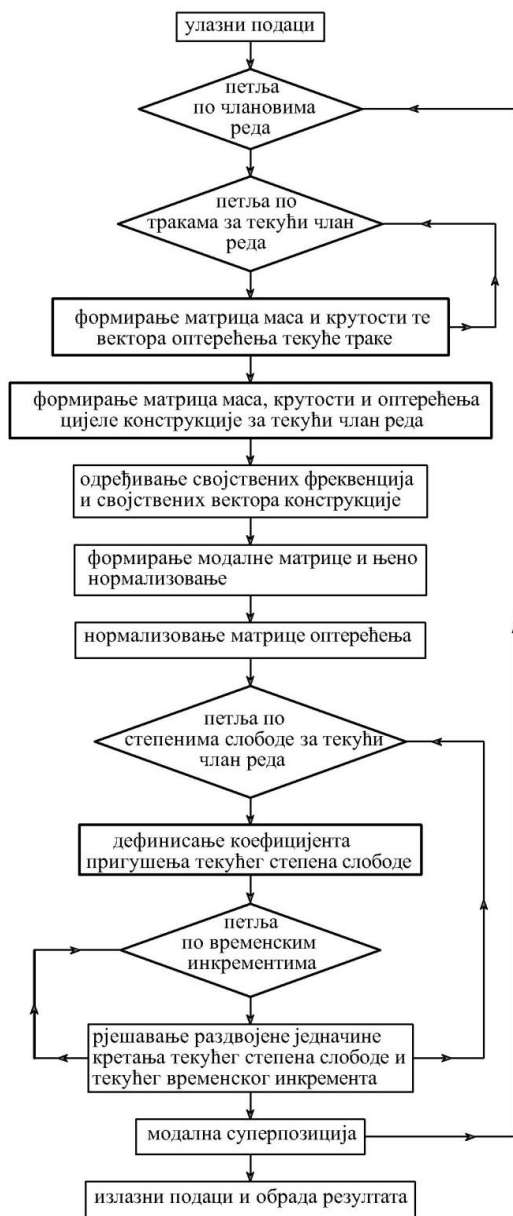 улазни подаци
петља
по члановима
реда
петља по
тракама за текући члан
реда
формирање матрица маса и крутости те
вектора оптерећења текуће траке
формирање матрица маса, крутости и оптерећења
цијеле конструкције за текући члан реда
одређивање својствених фреквенција
и својствених вектора конструкције
формирање модалне матрице и њено
нормализовање
нормализовање матрице оптерећења
петља по
степенима слободе за текући
члан реда
дефинисање коефицијента
пригушења текућег степена слободе
петља
по временским
инкрементима
рјешавање раздвојене једначине
кретања текућег степена слободе и
текућег временског инкремента
модална суперпозиција
излазни подаци и обрада резултата